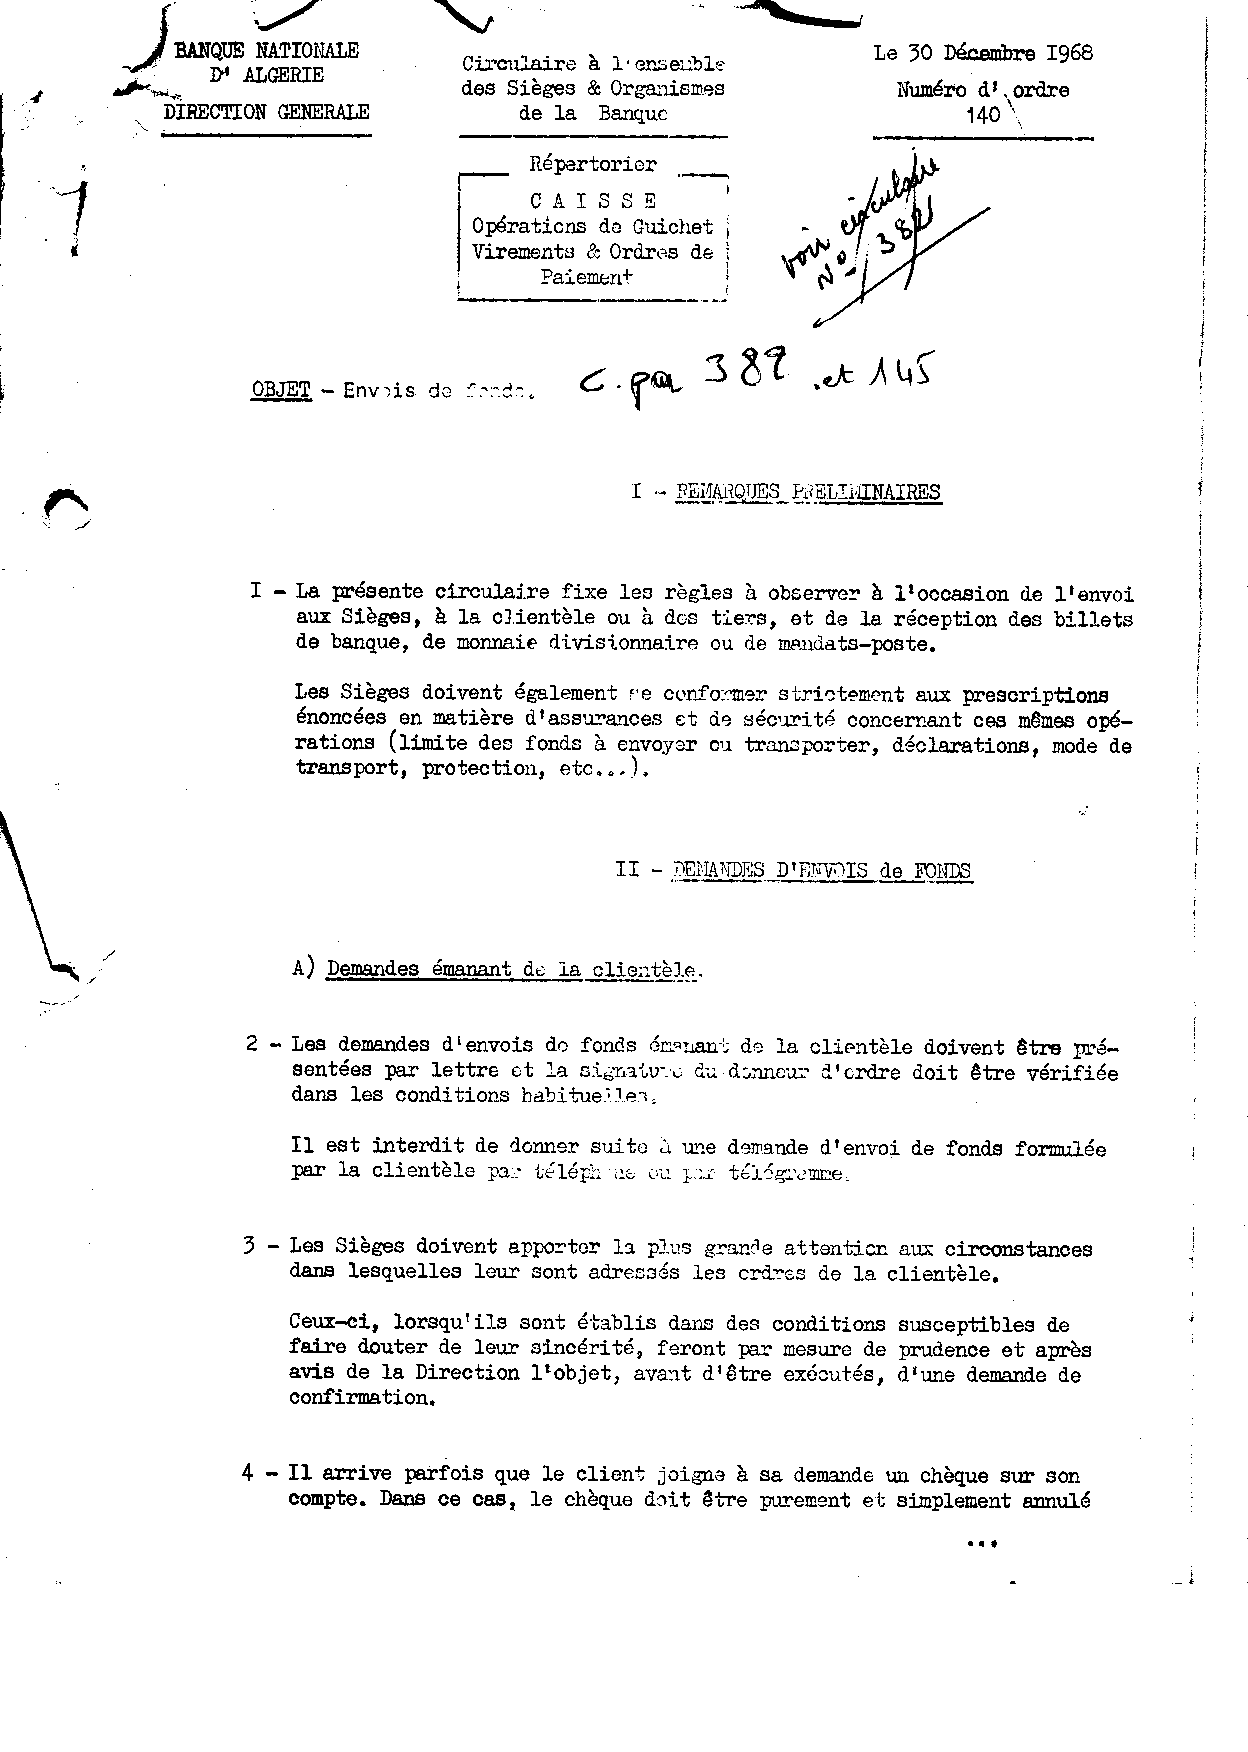 BANQUE NATIONALE
D' ALGERIE
DIRECTION GENERALE
Circulaire à l'ensemble
des Sièges & Organismes
de la Banque
Le 30 Décembre I968
Numéro d'ordre
140
Répertorier
C A I S S E
Opérations de Guichet
Virements & Ordres de
Paiement
voir circulaire
N°
OBJET - Envois de fonds.
C. par 389 et 145
I - REMARQUES PRELIMINAIRES
I - La présente circulaire fixe les règles à observer à l'occasion de l'envoi
aux Sièges, à la clientèle ou à des tiers, et de la réception des billets
de banque, de monnaie divisionnaire ou de mandats-poste.
Les Sièges doivent également se conformer strictement aux prescriptions
énoncées en matière d'assurances et de sécurité concernant ces mêmes opé-
rations (limite des fonds à envoyer ou transporter, déclarations, mode de
transport, protection, etc...).
II - DEMANDES D'ENVOIS de FONDS
A) Demandes émanant de la clientèle.
2 - Les demandes d'envois de fonds émanant de la clientèle doivent être pré-
sentées par lettre et la signature du donneur d'ordre doit être vérifiée
dans les conditions habituelles.
Il est interdit de donner suite à une demande d'envoi de fonds formulée
par la clientèle par téléphone ou par télégramme.
3 - Les Sièges doivent apporter la plus grande attention aux circonstances
dans lesquelles leur sont adressés les ordres de la clientèle.
Ceux-ci, lorsqu'ils sont établis dans des conditions susceptibles de
faire douter de leur sincérité, feront par mesure de prudence et après
avis de la Direction l'objet, avant d'être exécutés, d'une demande de
confirmation.
4 - Il arrive parfois que le client joigne à sa demande un chèque sur son
compte. Dans ce cas, le chèque doit être purement et simplement annulé
...